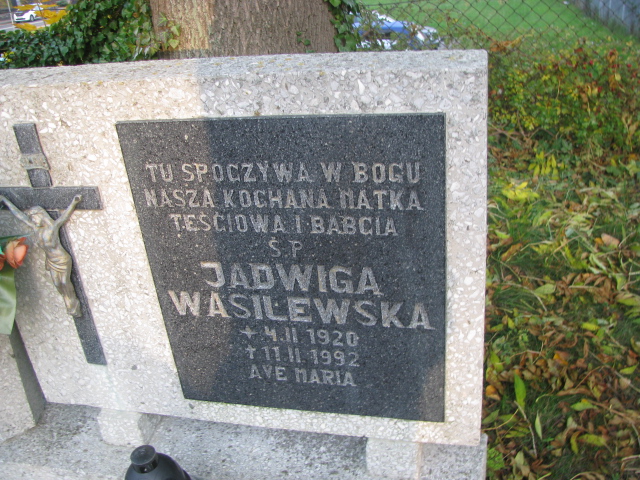 TU SPOCZYWA W BOGU
NASZA KOCHANA MATKA
TEŚCIOWA I BABCIA
Ś.P.
JADWIGA
WASILEWSKA
* 4.II 1920
† 11.II.1992
AVE MARIA